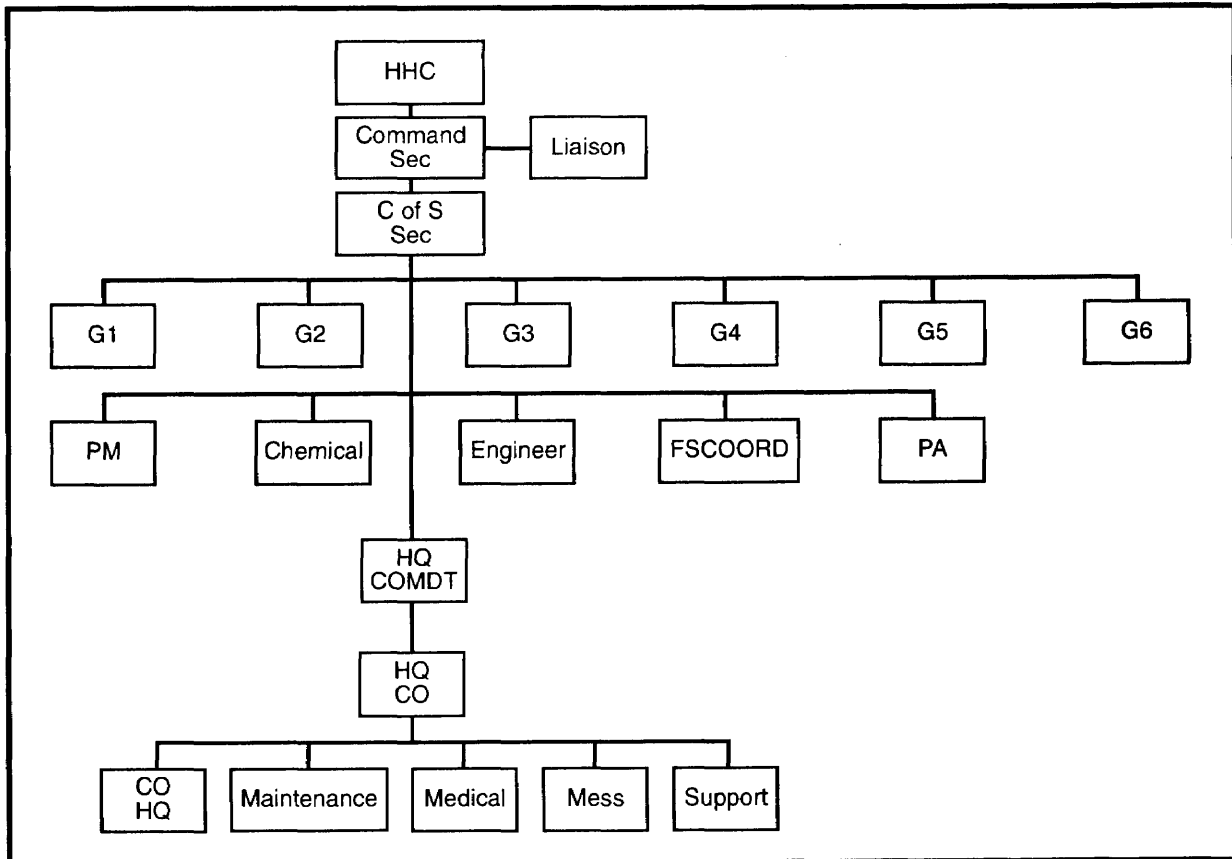 HHC
Command
Sec
Liaison
C of S
Sec
G1
G2
G3
G4
G5
G6
PM
Chemical
Engineer
FSCOORD
PA
HQ
COMDT
HQ
CO
CO
HQ
Maintenance
Medical
Mess
Support